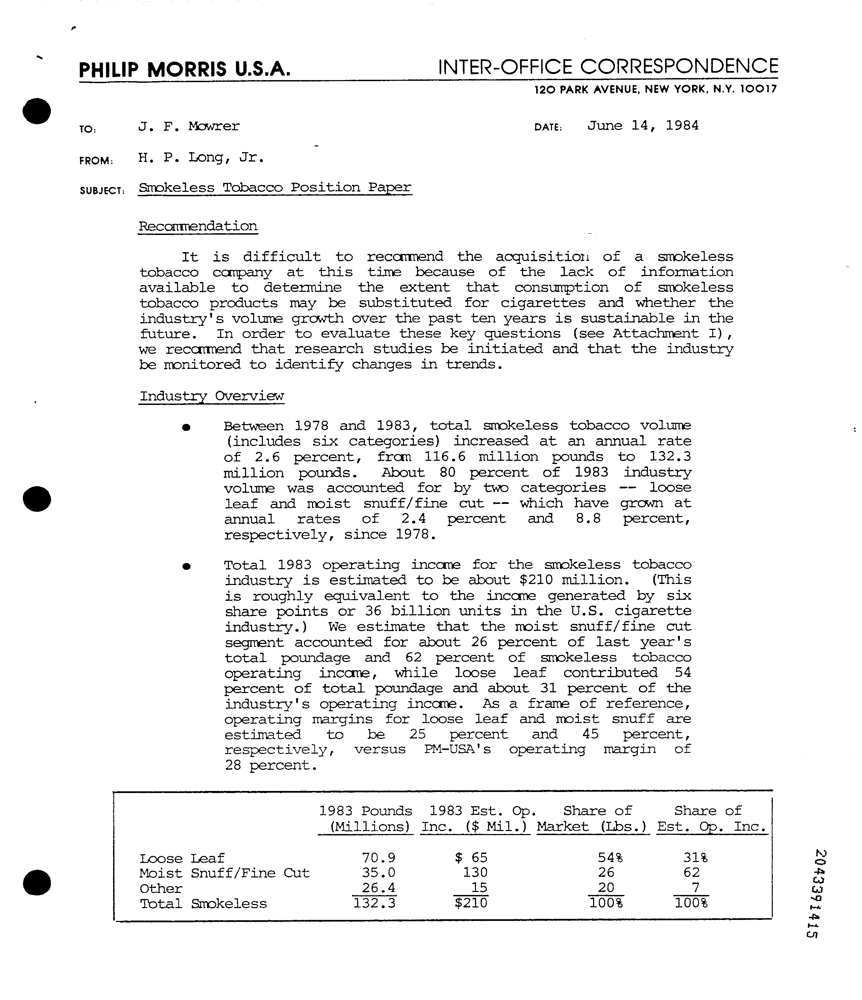 PHILIP MORRIS U.S.A. INTER-OFFICE CORRESPONDENCE
120 PARK AVENUE, NEW YORK, N.Y. 10017
TO: J. F. Mowrer DATE: June 14, 1984
FROM: H. P. Long, Jr.
SUBJECT: Smokeless Tobacco Position Paper
Recommendation
It is difficult to recommend the acquisition of a smokeless
tobacco company at this time because of the lack of information
available to determine the extent that consumption of smokeless
tobacco products may be substituted for cigarettes and whether the
industry's volume growth over the past ten years is sustainable in the
future. In order to evaluate these key questions (see Attachment I),
we recommend that research studies be initiated and that the industry
be monitored to identify changes in trends.
Industry Overview
● Between 1978 and 1983, total smokeless tobacco volume
(includes six categories) increased at an annual rate
of 2.6 percent, from 116.6 million pounds to 132.3
million pounds. About 80 percent of 1983 industry
volume was accounted for by two categories -- loose
leaf and moist snuff/fine cut -- which have grown at
annual rates of 2.4 percent and 8.8 percent,
respectively, since 1978.
● Total 1983 operating income for the smokeless tobacco
industry is estimated to be about $210 million. (This
is roughly equivalent to the income generated by six
share points or 36 billion units in the U.S. cigarette
industry.) We estimate that the moist snuff/fine cut
segment accounted for about 26 percent of last year's
total poundage and 62 percent of smokeless tobacco
operating income, while loose leaf contributed 54
percent of total poundage and about 31 percent of the
industry's operating income. As a frame of reference,
operating margins for loose leaf and moist snuff are
estimated to be 25 percent and 45 percent,
respectively, versus PM-USA's operating margin of
28 percent.
1983 Pounds 1983 Est. Op. Share of Share of
(Millions) Inc. ($ Mil.) Market (Lbs.) Est. Op. Inc.
Loose Leaf 70.9 $ 65 54% 31%
Moist Snuff/Fine Cut 35.0 130 26 62
Other 26.4 15 20 7
Total Smokeless 132.3 $210 100% 100%
2043391415